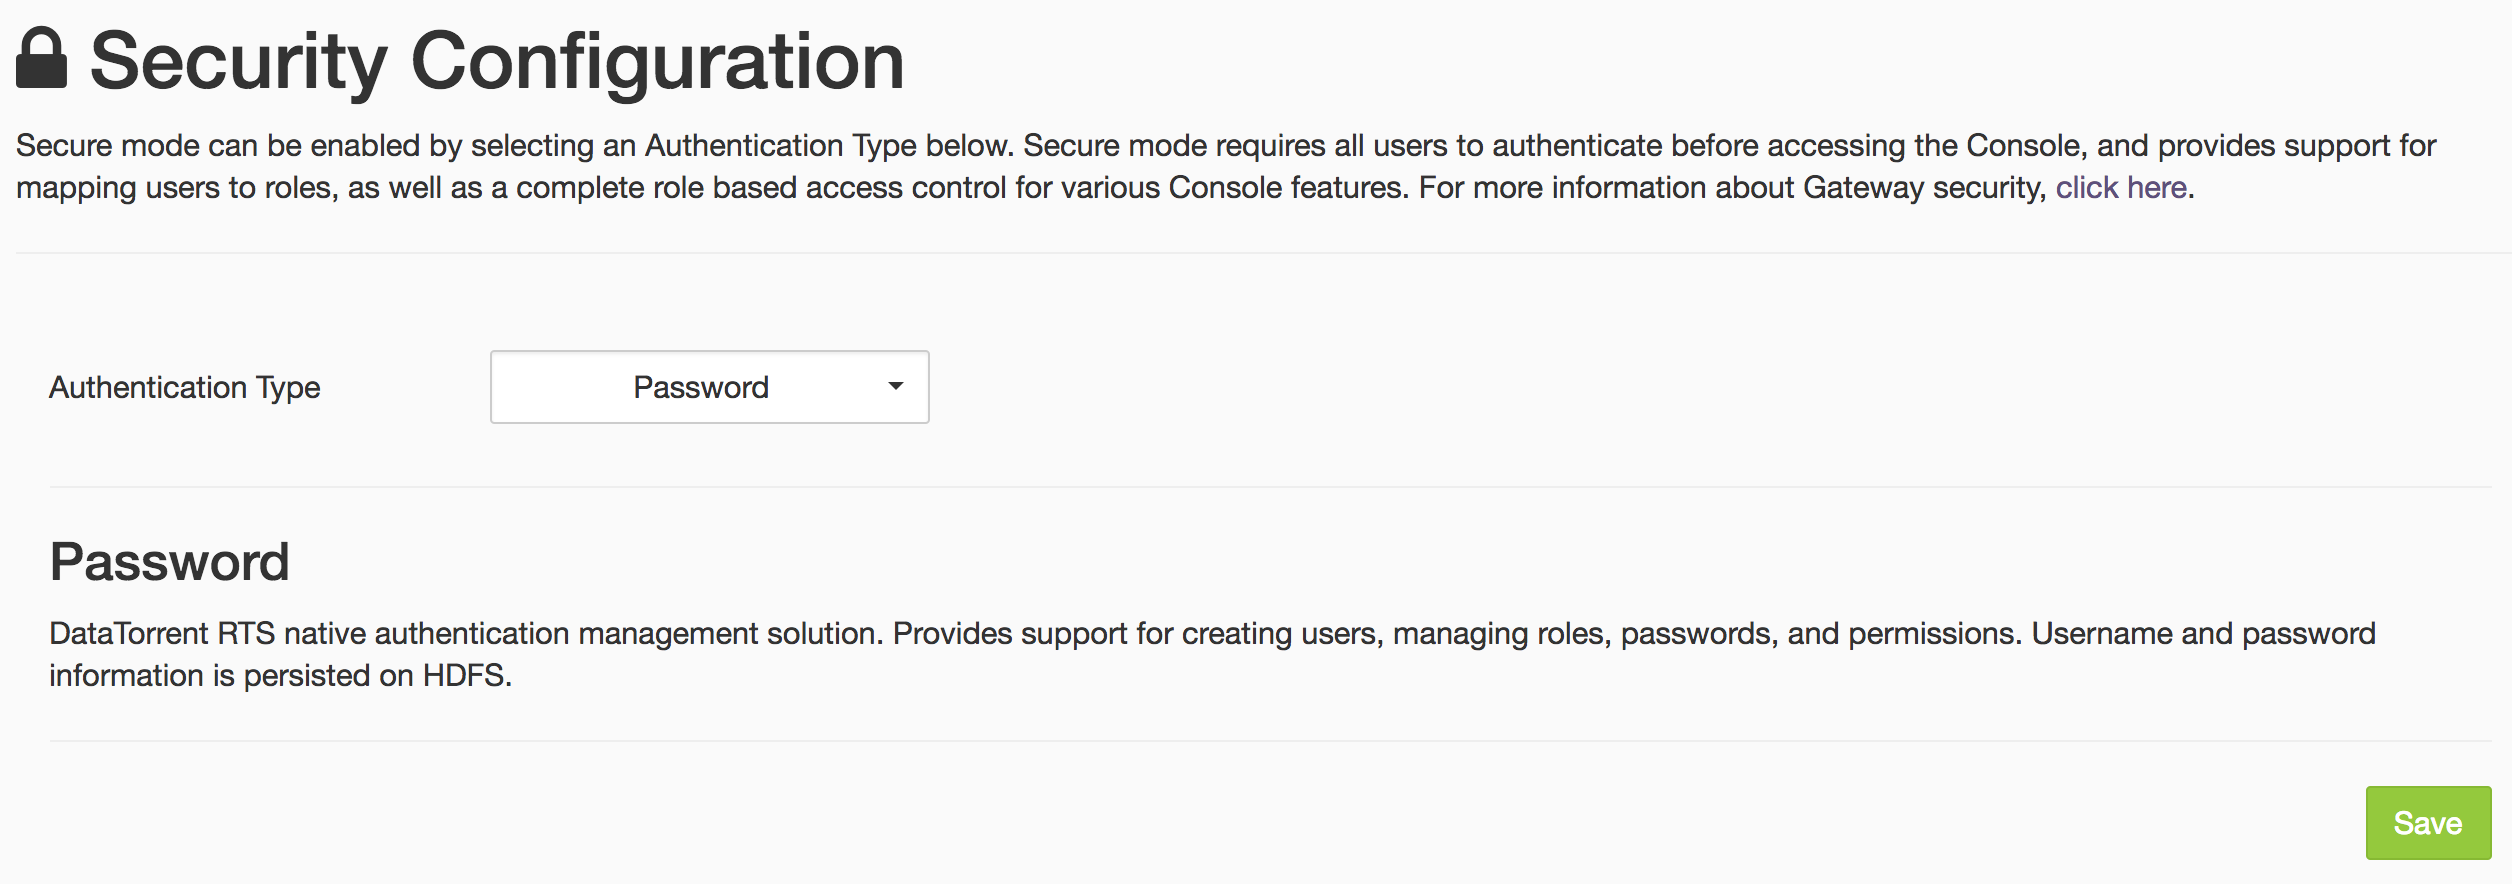 Security Configuration
Secure mode can be enabled by selecting an Authentication Type below. Secure mode requires all users to authenticate before accessing the Console, and provides support for
mapping users to roles, as well as a complete role based access control for various Console features. For more information about Gateway security, click here.
Authentication Type
Password
Password
DataTorrent RTS native authentication management solution. Provides support for creating users, managing roles, passwords, and permissions. Username and password
information is persisted on HDFS.
Save